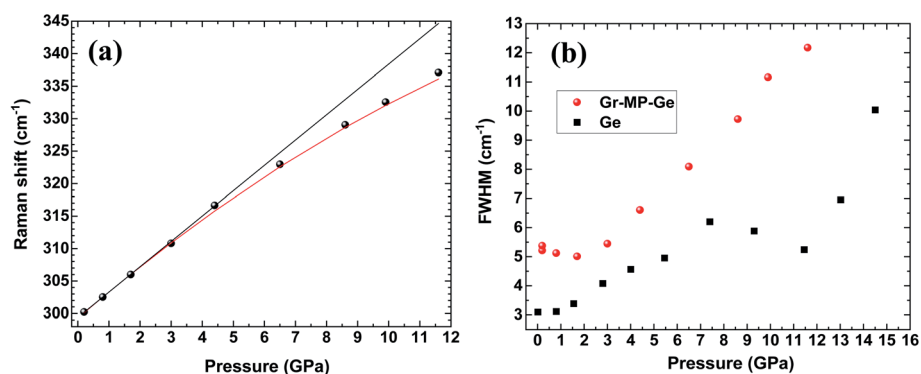 (a)
345
340
335
330
325
320
315
310
305
300
Raman shift (cm⁻¹)
0 1 2 3 4 5 6 7 8 9 10 11 12
Pressure (GPa)
(b)
13
12
11
10
9
8
7
6
5
4
3
FWHM (cm⁻¹)
Gr-MP-Ge
Ge
0 1 2 3 4 5 6 7 8 9 10 11 12 13 14 15 16
Pressure (GPa)